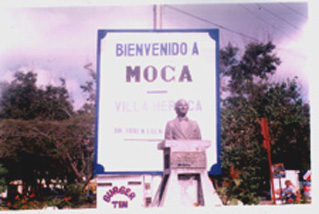 BIENVENIDO A
MOCA
VILLA HEROICA
BURGER
TIN